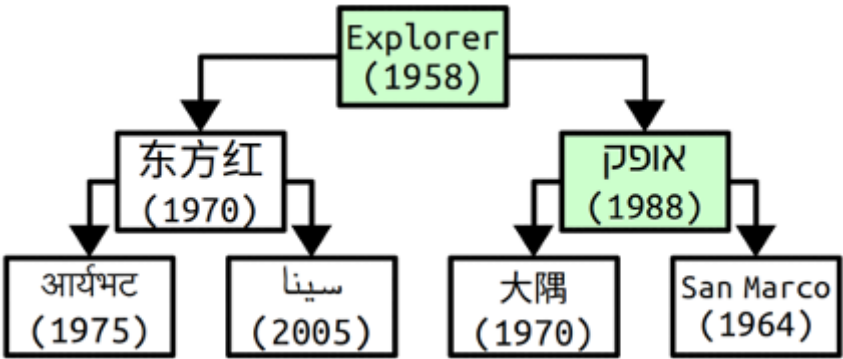 Explorer
(1958)
东方红
(1970)
אופק
(1988)
आर्यभट
(1975)
سينا
(2005)
大隅
(1970)
San Marco
(1964)